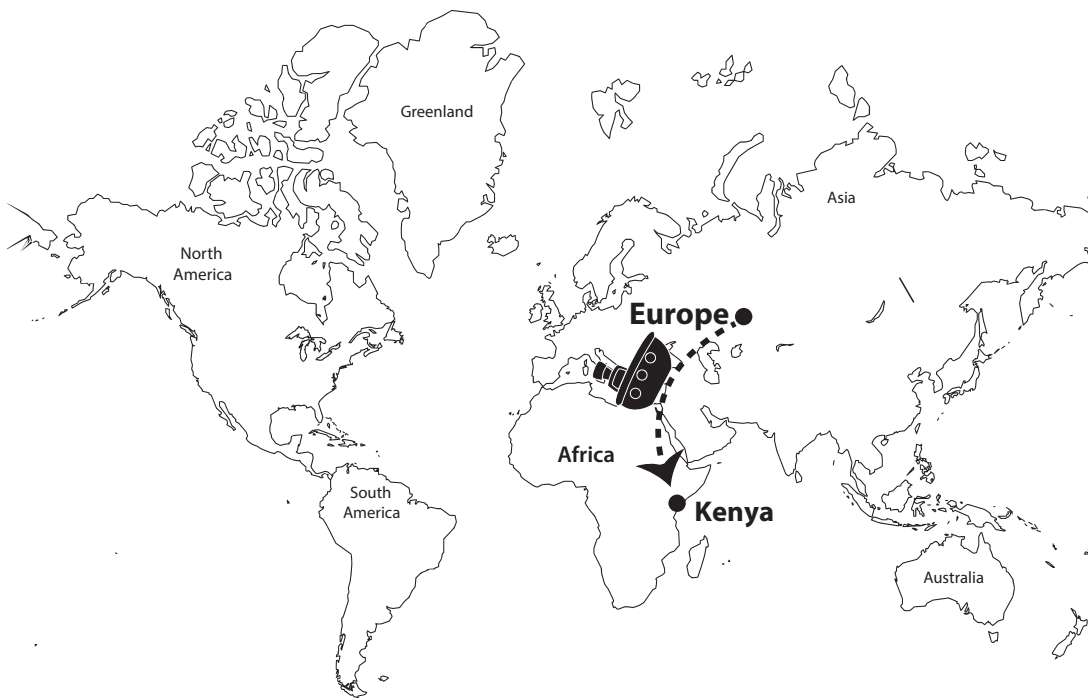 Greenland
Asia
North
America
Europe
Africa
South
America
Kenya
Australia